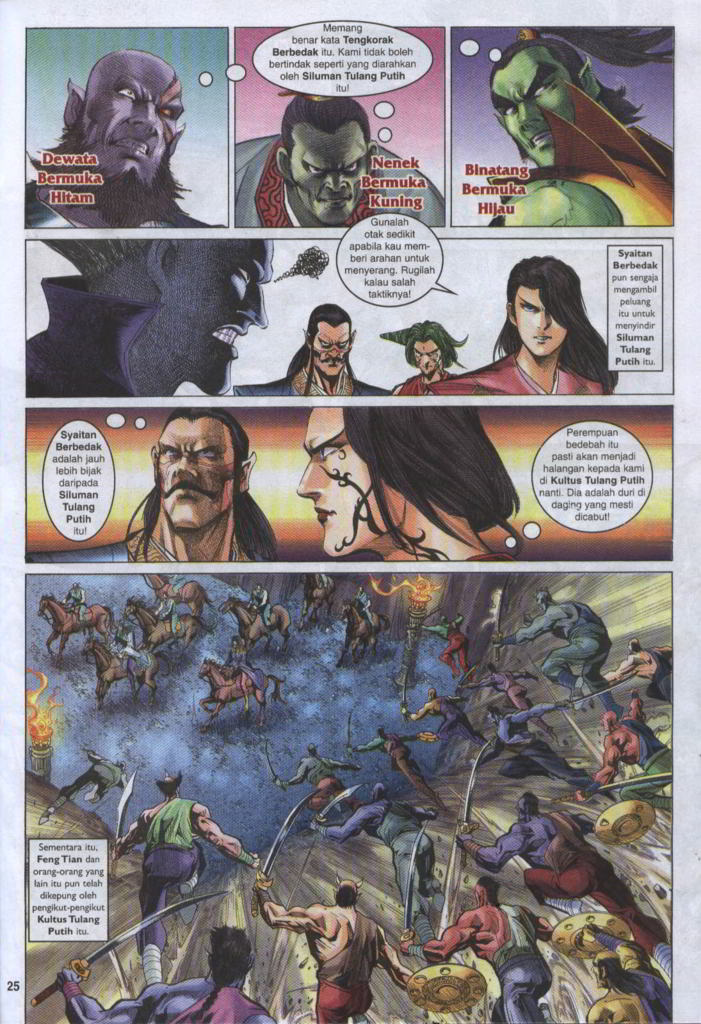 Memang
benar kata Tengkorak
Berbedak itu. Kami tidak boleh
bertindak seperti yang diarahkan
oleh Siluman Tulang Putih
itu!
Dewata
Bermuka
Hitam
Nenek
Bermuka
Kuning
Binatang
Bermuka
Hijau
Gunalah
otak sedikit
apabila kau mem-
beri arahan untuk
menyerang. Rugilah
kalau salah
taktiknya!
Syaitan
Berbedak
pun sengaja
mengambil
peluang
itu untuk
menyindir
Siluman
Tulang
Putih itu.
Syaitan
Berbedak
adalah jauh
lebih bijak
daripada
Siluman
Tulang
Putih
itu!
Perempuan
bedebah itu
pasti akan menjadi
halangan kepada kami
di Kultus Tulang Putih
nanti. Dia adalah duri di
daging yang mesti
dicabut!
Sementara itu,
Feng Tian dan
orang-orang yang
lain itu pun telah
dikepung oleh
pengikut-pengikut
Kultus Tulang
Putih itu.
25